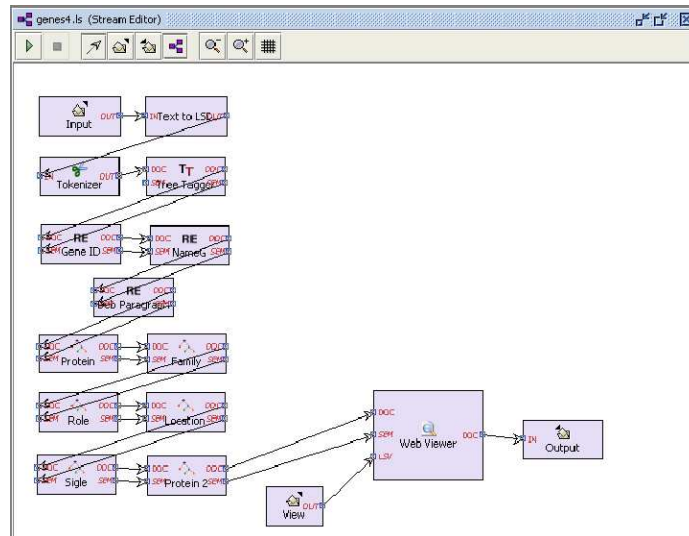 genes4.ls (Stream Editor)
OUT IN OUT
Input Text to LSD
IN OUT DOC TT DOC
SEM SEM
Tokenizer Tree Tagger
DOC RE DOC DOC RE DOC
SEM Gene ID SEM SEM NameG SEM
DOC RE DOC
Deb Paragraph SEM
DOC DOC DOC DOC
SEM SEM SEM SEM
Protein Family
DOC DOC DOC DOC
SEM SEM SEM SEM
Role Location
DOC DOC DOC DOC
SEM SEM SEM SEM
Sigle Protein 2
DOC
SEM DOC
Web Viewer
LSV
IN
Output
OUT
View